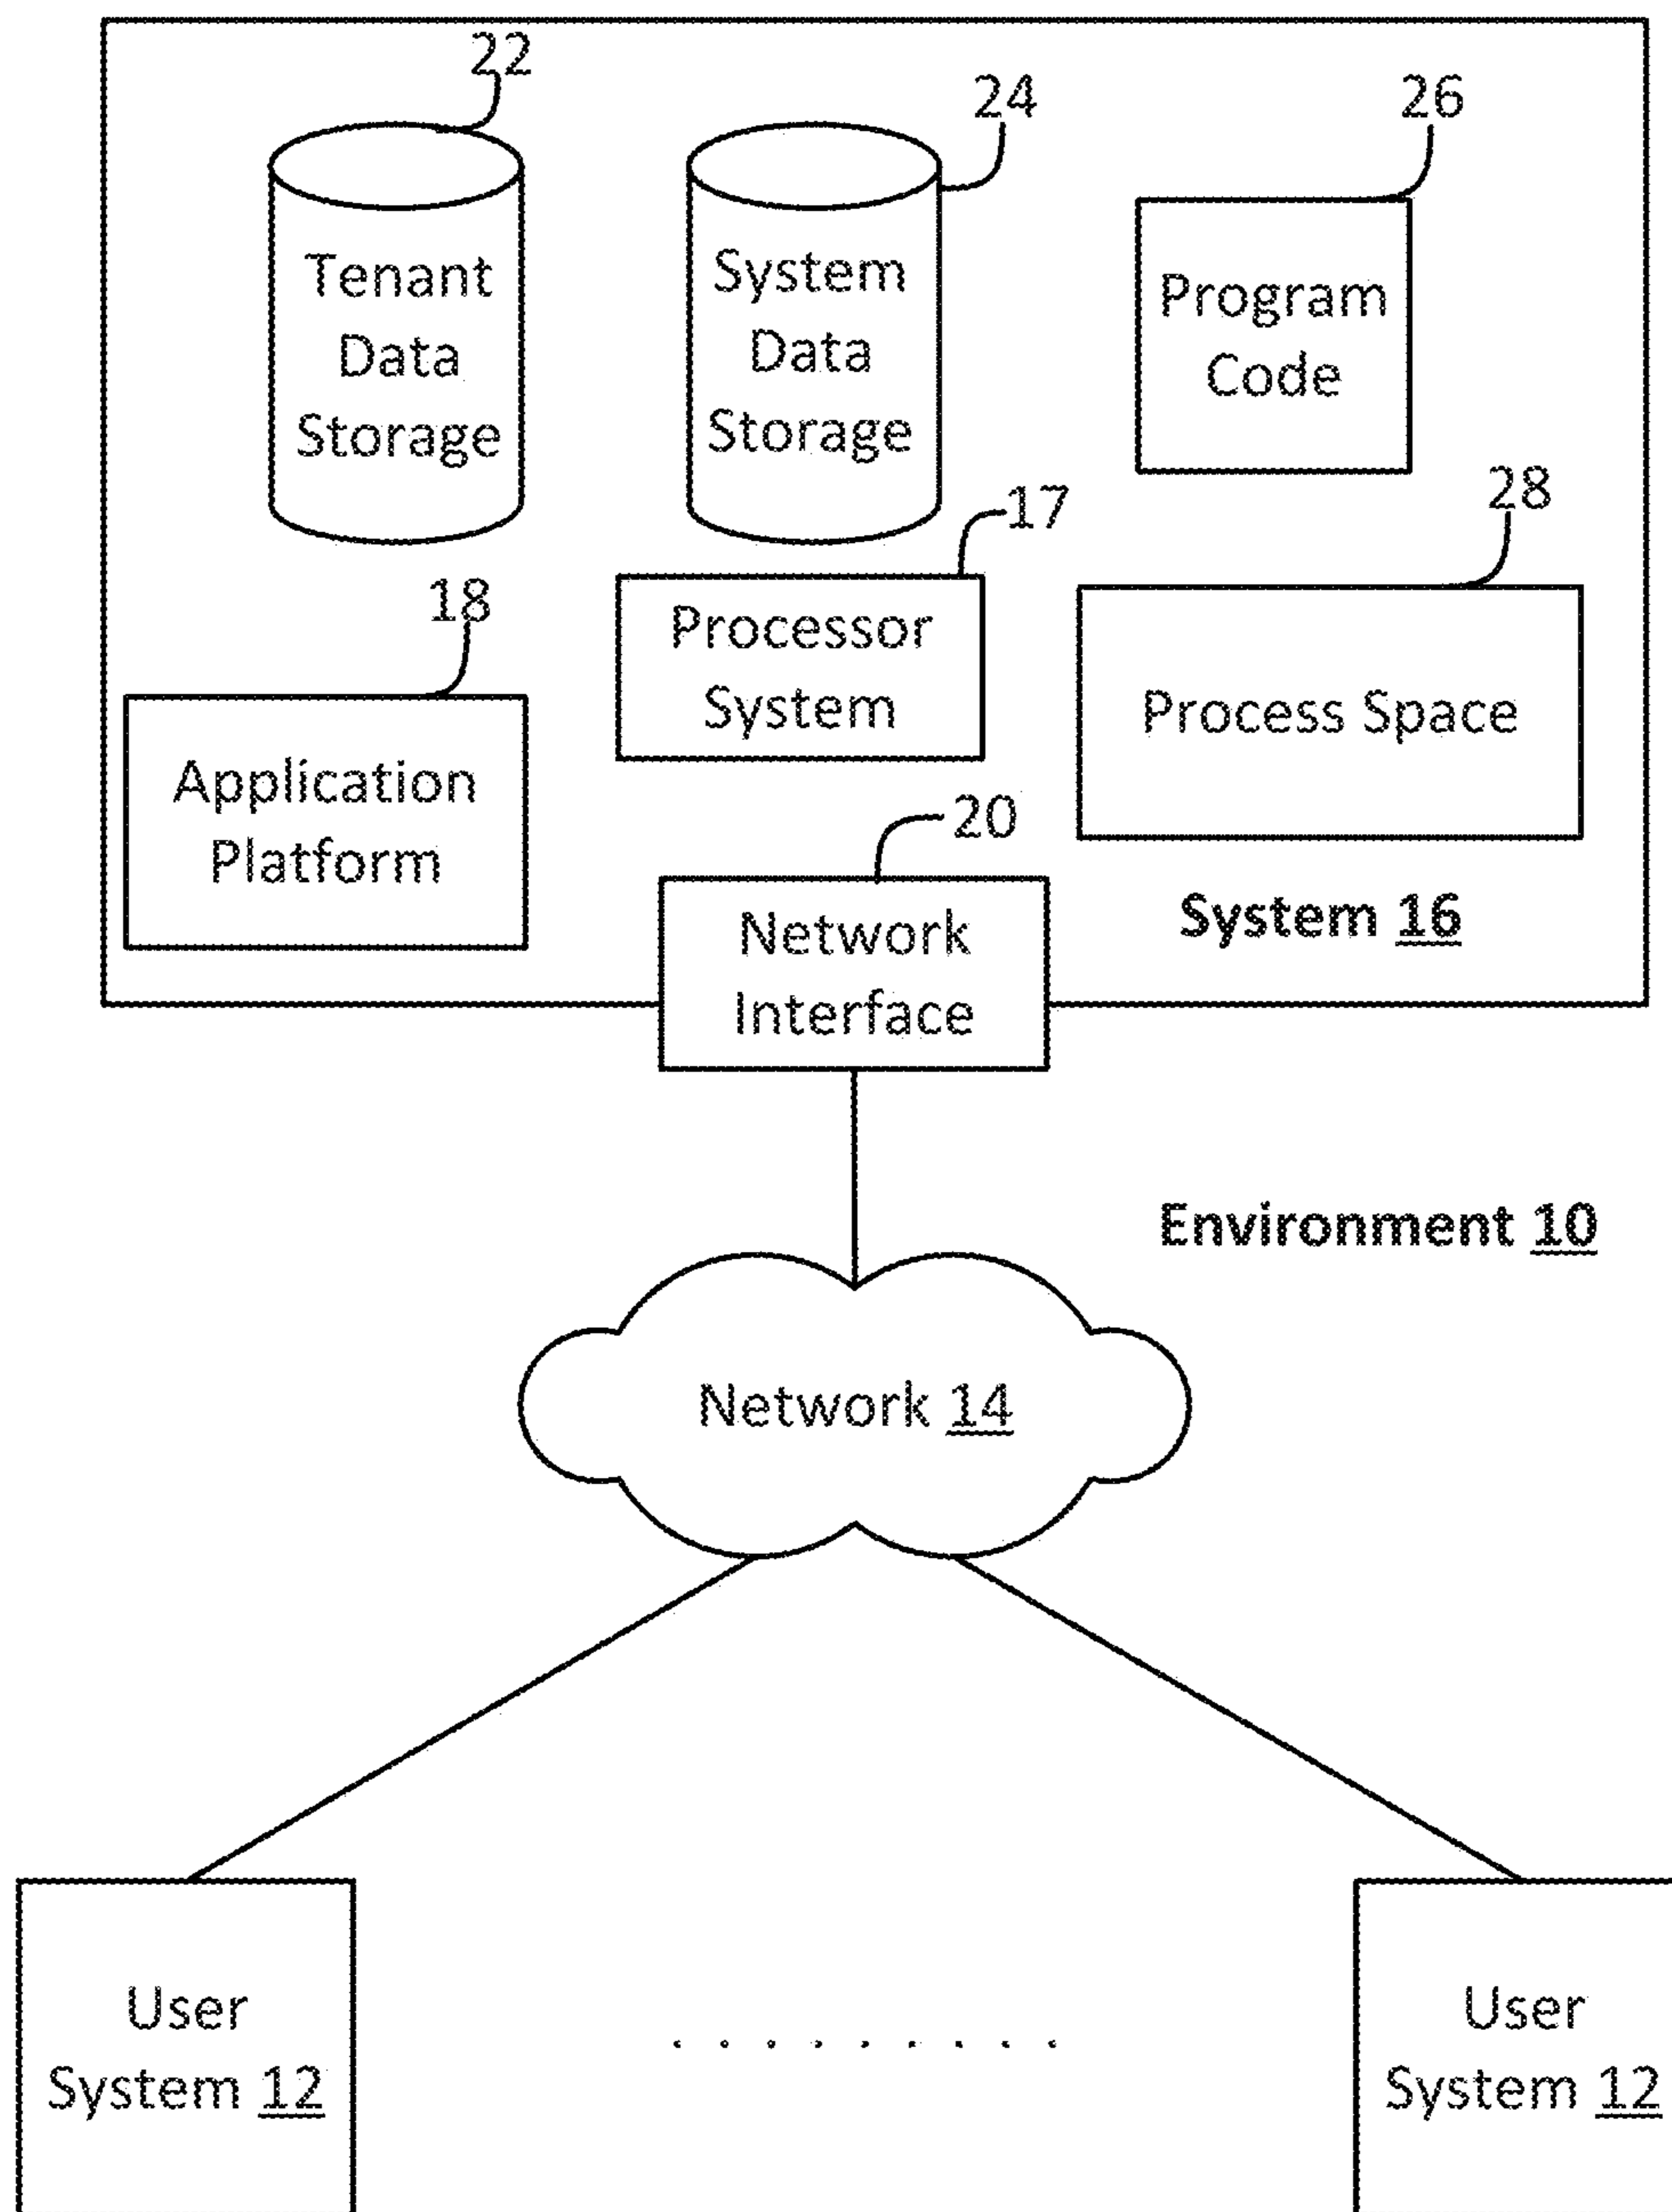 22
24
26
Tenant
Data
Storage
System
Data
Storage
Program
Code
17
28
18
Processor
System
Process Space
Application
Platform
20
Network
Interface
System 16
Environment 10
Network 14
User
System 12
.........
User
System 12